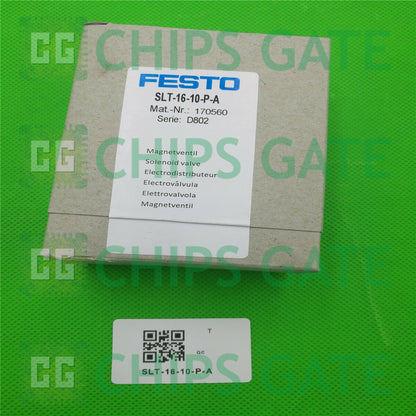 FESTO
SLT-16-10-P-A
Mat.-Nr.: 170560
Serie: D802
Magnetventil
Solenoid valve
Electrodistributeur
Electroválvula
Elettrovalvola
Magnetventil
T
SLT-16-10-P-A
CG CHIPS GATE
CG CHIPS GATE
CG CHIPS GATE
CG CHIPS GATE